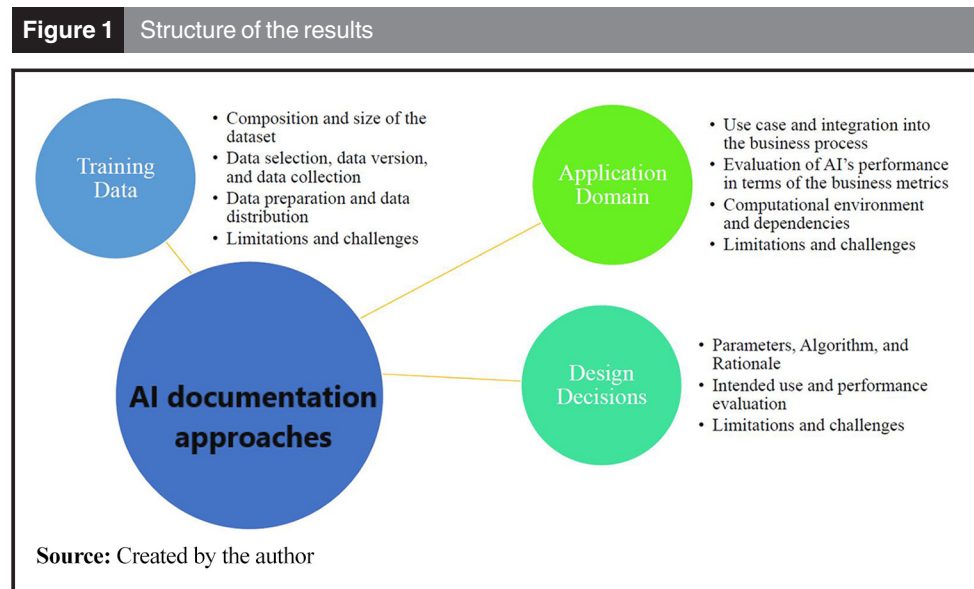 Figure 1 Structure of the results
Training
Data
• Composition and size of the
dataset
• Data selection, data version,
and data collection
• Data preparation and data
distribution
• Limitations and challenges
Application
Domain
• Use case and integration into
the business process
• Evaluation of AI’s performance
in terms of the business metrics
• Computational environment
and dependencies
• Limitations and challenges
AI documentation
approaches
Design
Decisions
• Parameters, Algorithm, and
Rationale
• Intended use and performance
evaluation
• Limitations and challenges
Source: Created by the author